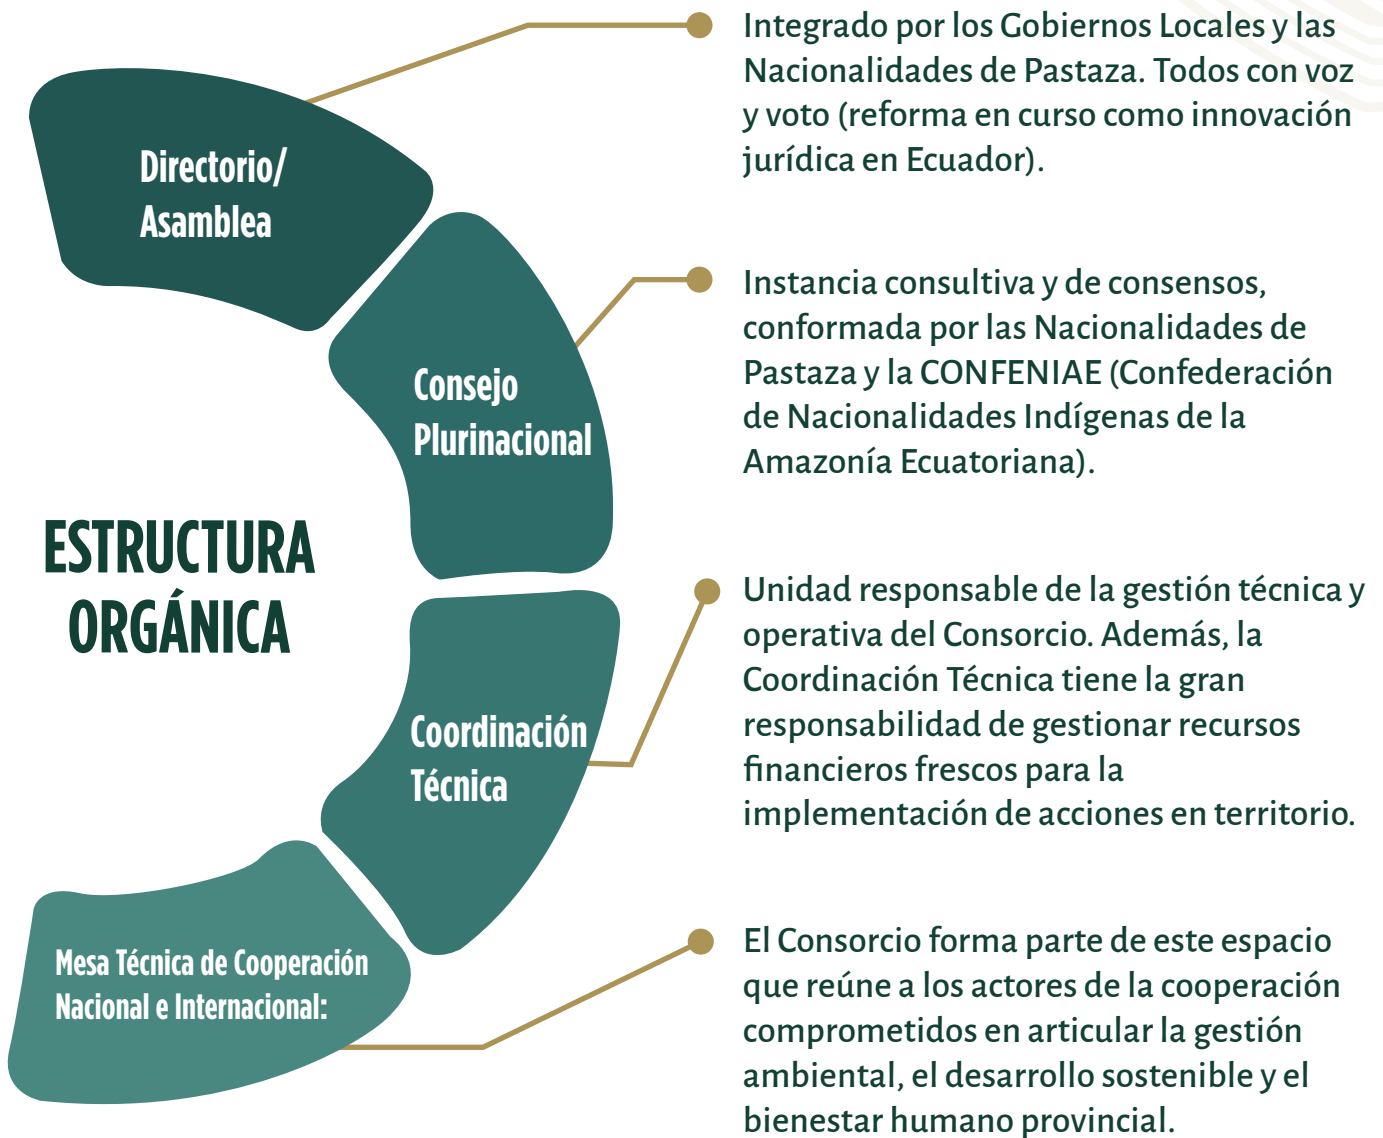 Directorio/
Asamblea
Integrado por los Gobiernos Locales y las
Nacionalidades de Pastaza. Todos con voz
y voto (reforma en curso como innovación
jurídica en Ecuador).
Consejo
Plurinacional
Instancia consultiva y de consensos,
conformada por las Nacionalidades de
Pastaza y la CONFENIAE (Confederación
de Nacionalidades Indígenas de la
Amazonía Ecuatoriana).
ESTRUCTURA
ORGÁNICA
Coordinación
Técnica
Unidad responsable de la gestión técnica y
operativa del Consorcio. Además, la
Coordinación Técnica tiene la gran
responsabilidad de gestionar recursos
financieros frescos para la
implementación de acciones en territorio.
Mesa Técnica de Cooperación
Nacional e Internacional:
El Consorcio forma parte de este espacio
que reúne a los actores de la cooperación
comprometidos en articular la gestión
ambiental, el desarrollo sostenible y el
bienestar humano provincial.